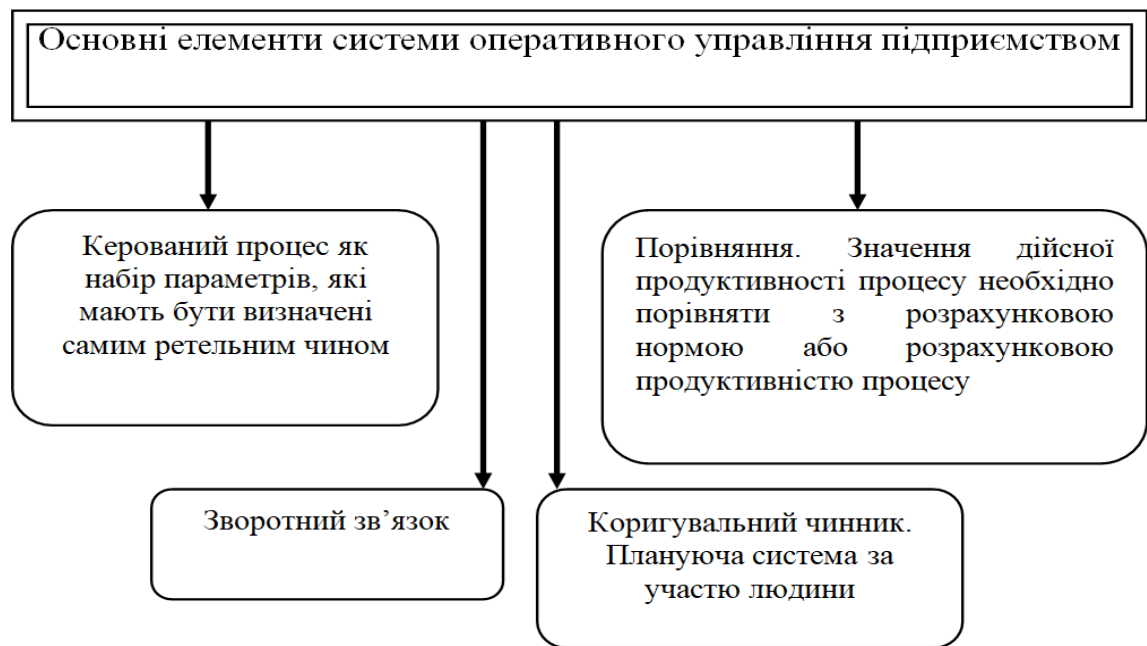 Основні елементи системи оперативного управління підприємством
Керований процес як
набір параметрів, які
мають бути визначені
самим ретельним чином
Порівняння. Значення дійсної
продуктивності процесу необхідно
порівняти з розрахунковою
нормою або розрахунковою
продуктивністю процесу
Зворотний зв’язок
Коригувальний чинник.
Плануюча система за
участю людини